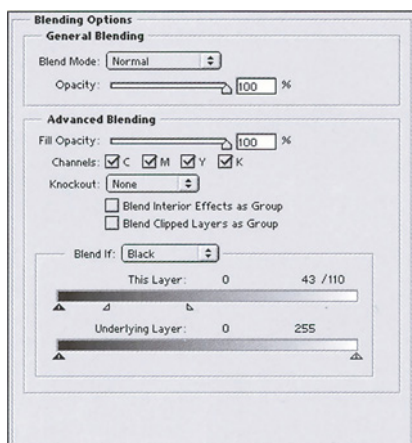 Blending Options
General Blending
Blend Mode: Normal
Opacity: 100 %
Advanced Blending
Fill Opacity: 100 %
Channels: C M Y K
Knockout: None
Blend Interior Effects as Group
Blend Clipped Layers as Group
Blend If: Black
This Layer: 0 43 /110
Underlying Layer: 0 255